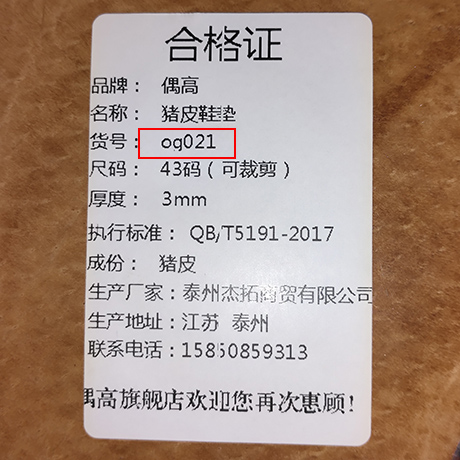 合格证
品牌： 偶高
名称： 猪皮鞋垫
货号： og021
尺码： 43码（可裁剪）
厚度： 3mm
执行标准： QB/T5191-2017
成份： 猪皮
生产厂家：泰州杰拓商贸有限公司
生产地址：江苏 泰州
联系电话：15850859313
偶高旗舰店欢迎您再次惠顾！